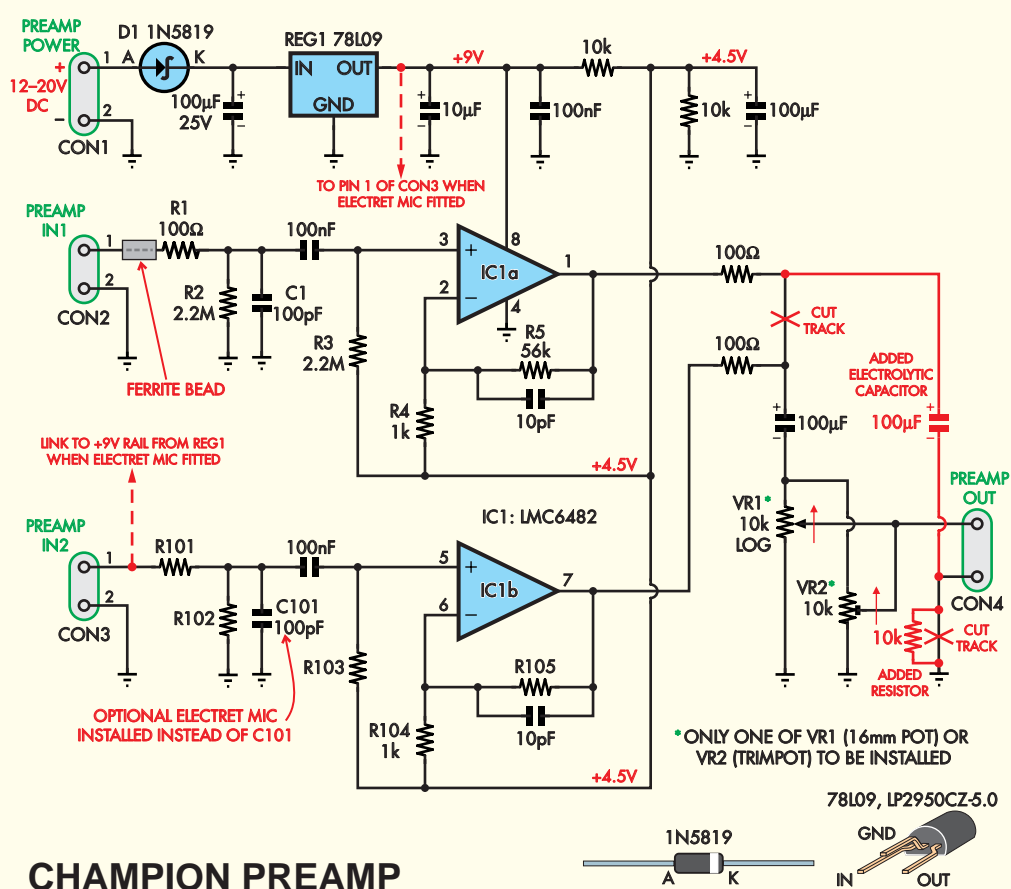 PREAMP
POWER
D1 1N5819
REG1 78L09
+
12–20V
DC
–
1
2
CON1
A
K
100µF
25V
+
–
IN
OUT
GND
+9V
+
10µF
–
100nF
10k
+4.5V
10k
+
100µF
–
TO PIN 1 OF CON3 WHEN
ELECTRET MIC FITTED
PREAMP
IN1
1
2
CON2
R1
100Ω
R2
2.2M
C1
100pF
100nF
R3
2.2M
FERRITE BEAD
3
+
2
–
IC1a
8
4
1
R5
56k
10pF
R4
1k
+4.5V
100Ω
CUT
TRACK
100Ω
ADDED
ELECTROLYTIC
CAPACITOR
+
100µF
–
+
100µF
–
LINK TO +9V RAIL FROM REG1
WHEN ELECTRET MIC FITTED
PREAMP
IN2
1
2
CON3
R101
R102
C101
100pF
100nF
R103
OPTIONAL ELECTRET MIC
INSTALLED INSTEAD OF C101
IC1: LMC6482
5
+
6
–
IC1b
7
R105
10pF
R104
1k
+4.5V
VR1*
10k
LOG
VR2*
10k
PREAMP
OUT
CON4
10k
CUT
TRACK
ADDED
RESISTOR
*ONLY ONE OF VR1 (16mm POT) OR
VR2 (TRIMPOT) TO BE INSTALLED
1N5819
A
K
78L09, LP2950CZ-5.0
GND
IN
OUT
CHAMPION PREAMP